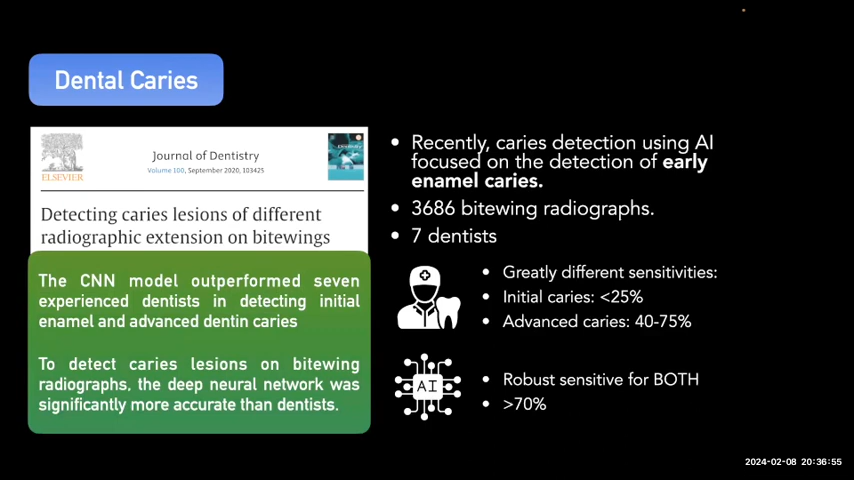 Dental Caries
ELSEVIER
Journal of Dentistry
Volume 100, September 2020, 103425
Detecting caries lesions of different
radiographic extension on bitewings
The CNN model outperformed seven
experienced dentists in detecting initial
enamel and advanced dentin caries
To detect caries lesions on bitewing
radiographs, the deep neural network was
significantly more accurate than dentists.
• Recently, caries detection using AI
focused on the detection of early
enamel caries.
• 3686 bitewing radiographs.
• 7 dentists
• Greatly different sensitivities:
• Initial caries: <25%
• Advanced caries: 40-75%
AI
• Robust sensitive for BOTH
• >70%
2024-02-08 20:36:55